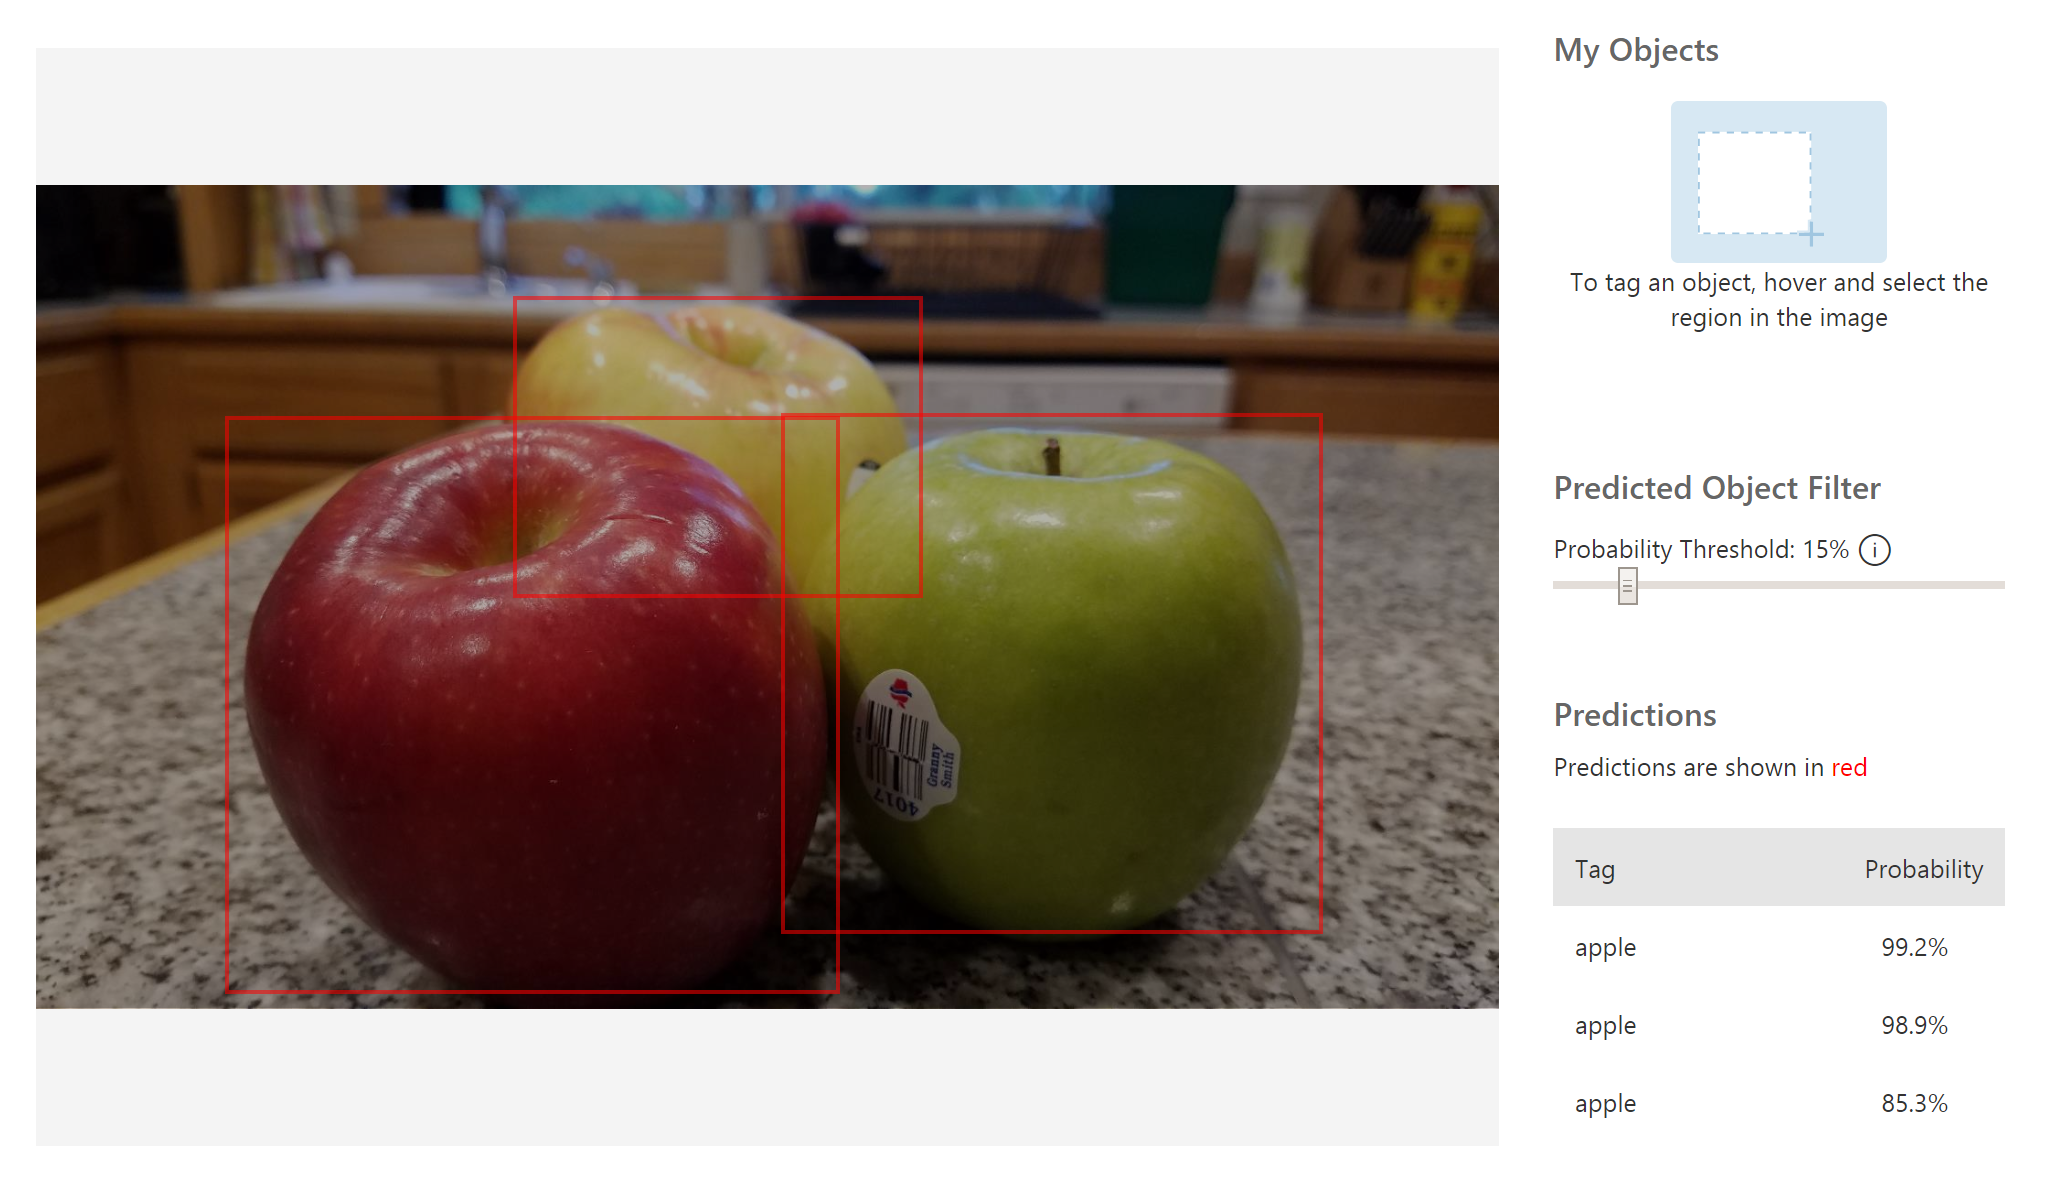 My Objects
To tag an object, hover and select the
region in the image
Predicted Object Filter
Probability Threshold: 15% i
Predictions
Predictions are shown in red
Tag Probability
apple 99.2%
apple 98.9%
apple 85.3%
Granny
Smith
4017